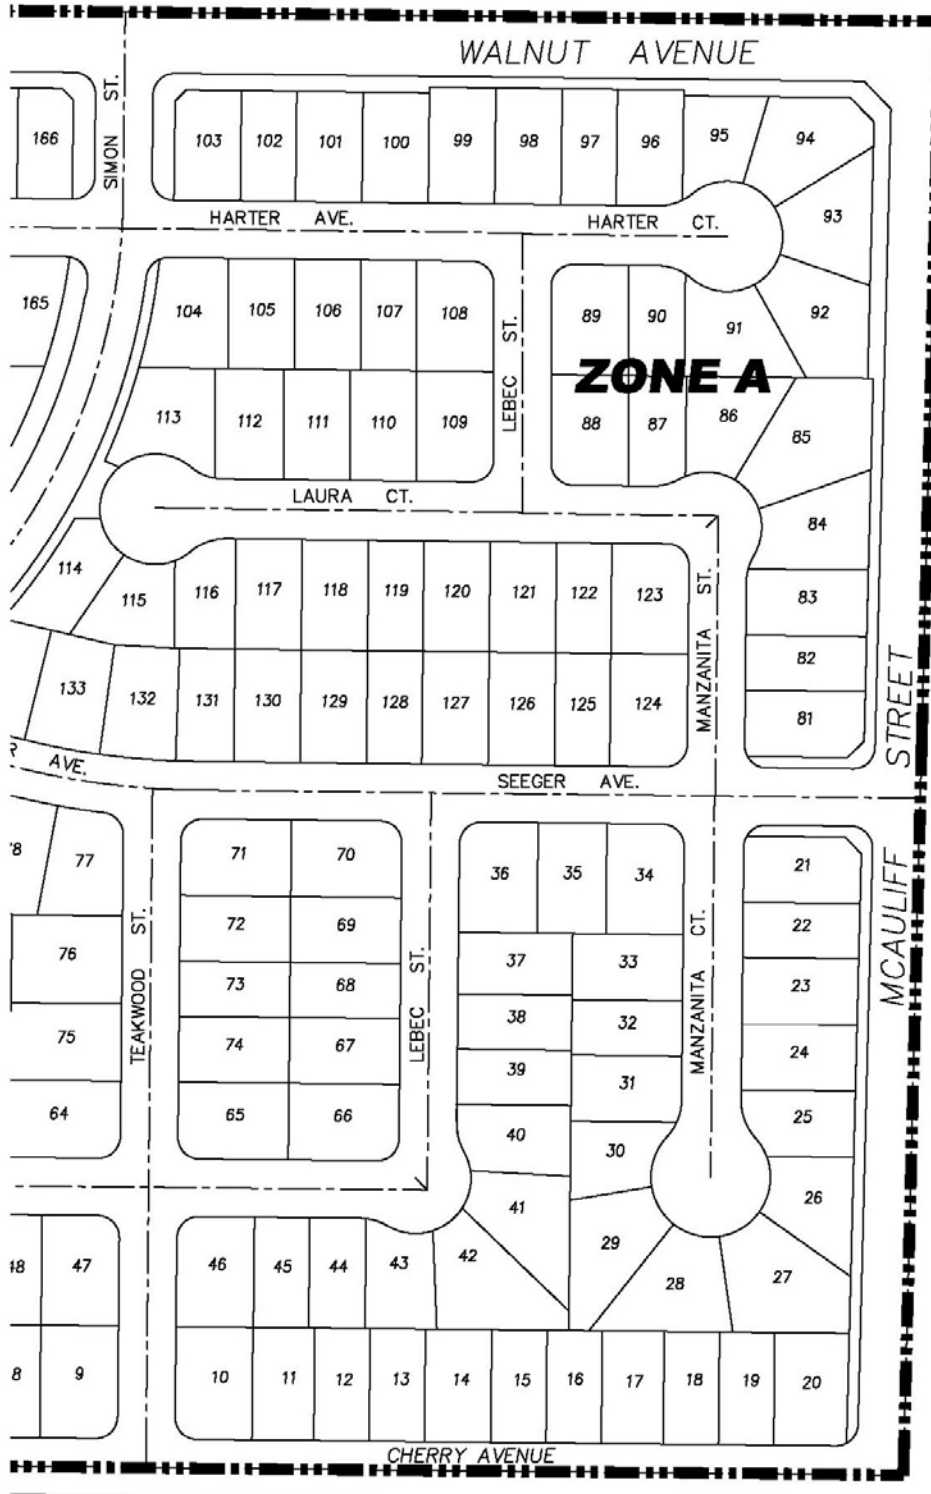 WALNUT AVENUE
SIMON ST.
166
103 102 101 100 99 98 97 96 95 94
93
HARTER AVE.
HARTER CT.
165
104 105 106 107 108
LEBEC ST.
89 90 91 92
ZONE A
113 112 111 110 109
88 87 86 85
LAURA CT.
84
114 115 116 117 118 119 120 121 122 123
MANZANITA ST.
83
82
81
133 132 131 130 129 128 127 126 125 124
STREET
AVE.
SEEGER AVE.
77
71 70
36 35 34
21
MCAULIFF
76
TEAKWOOD ST.
72 69
LEBEC ST.
37 33
MANZANITA CT.
22
73 68
38 32
23
75
74 67
39 31
24
64
65 66
40 30
25
41
26
47
46 45 44 43 42
29 28 27
8 9
10 11 12 13 14 15 16 17 18 19 20
CHERRY AVENUE